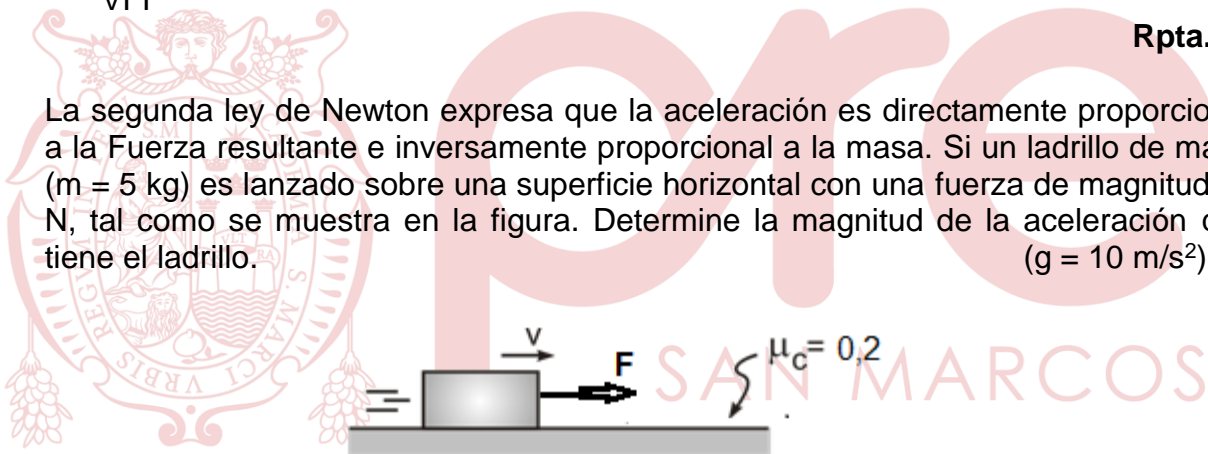 VFF
Rpta.
La segunda ley de Newton expresa que la aceleración es directamente
a la Fuerza resultante e inversamente proporcional a la masa. Si un ladrillo de
(m = 5 kg) es lanzado sobre una superficie horizontal con una fuerza de magnitud
N, tal como se muestra en la figura. Determine la magnitud de la aceleración
tiene el ladrillo. (g = 10 m/s²)
v
F
μc= 0,2
pre
SAN MARCOS
S.M